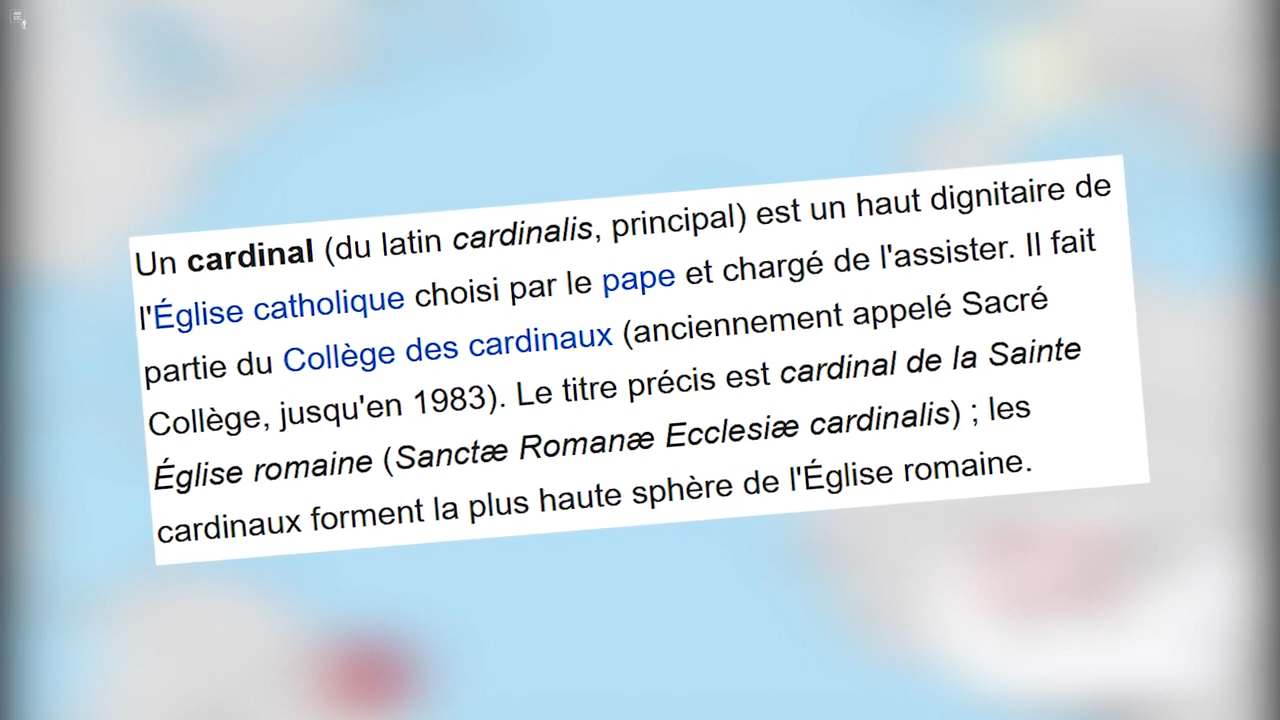 Un cardinal (du latin cardinalis, principal) est un haut dignitaire de
l'Église catholique choisi par le pape et chargé de l'assister. Il fait
partie du Collège des cardinaux (anciennement appelé Sacré
Collège, jusqu'en 1983). Le titre précis est cardinal de la Sainte
Église romaine (Sanctæ Romanæ Ecclesiæ cardinalis) ; les
cardinaux forment la plus haute sphère de l'Église romaine.